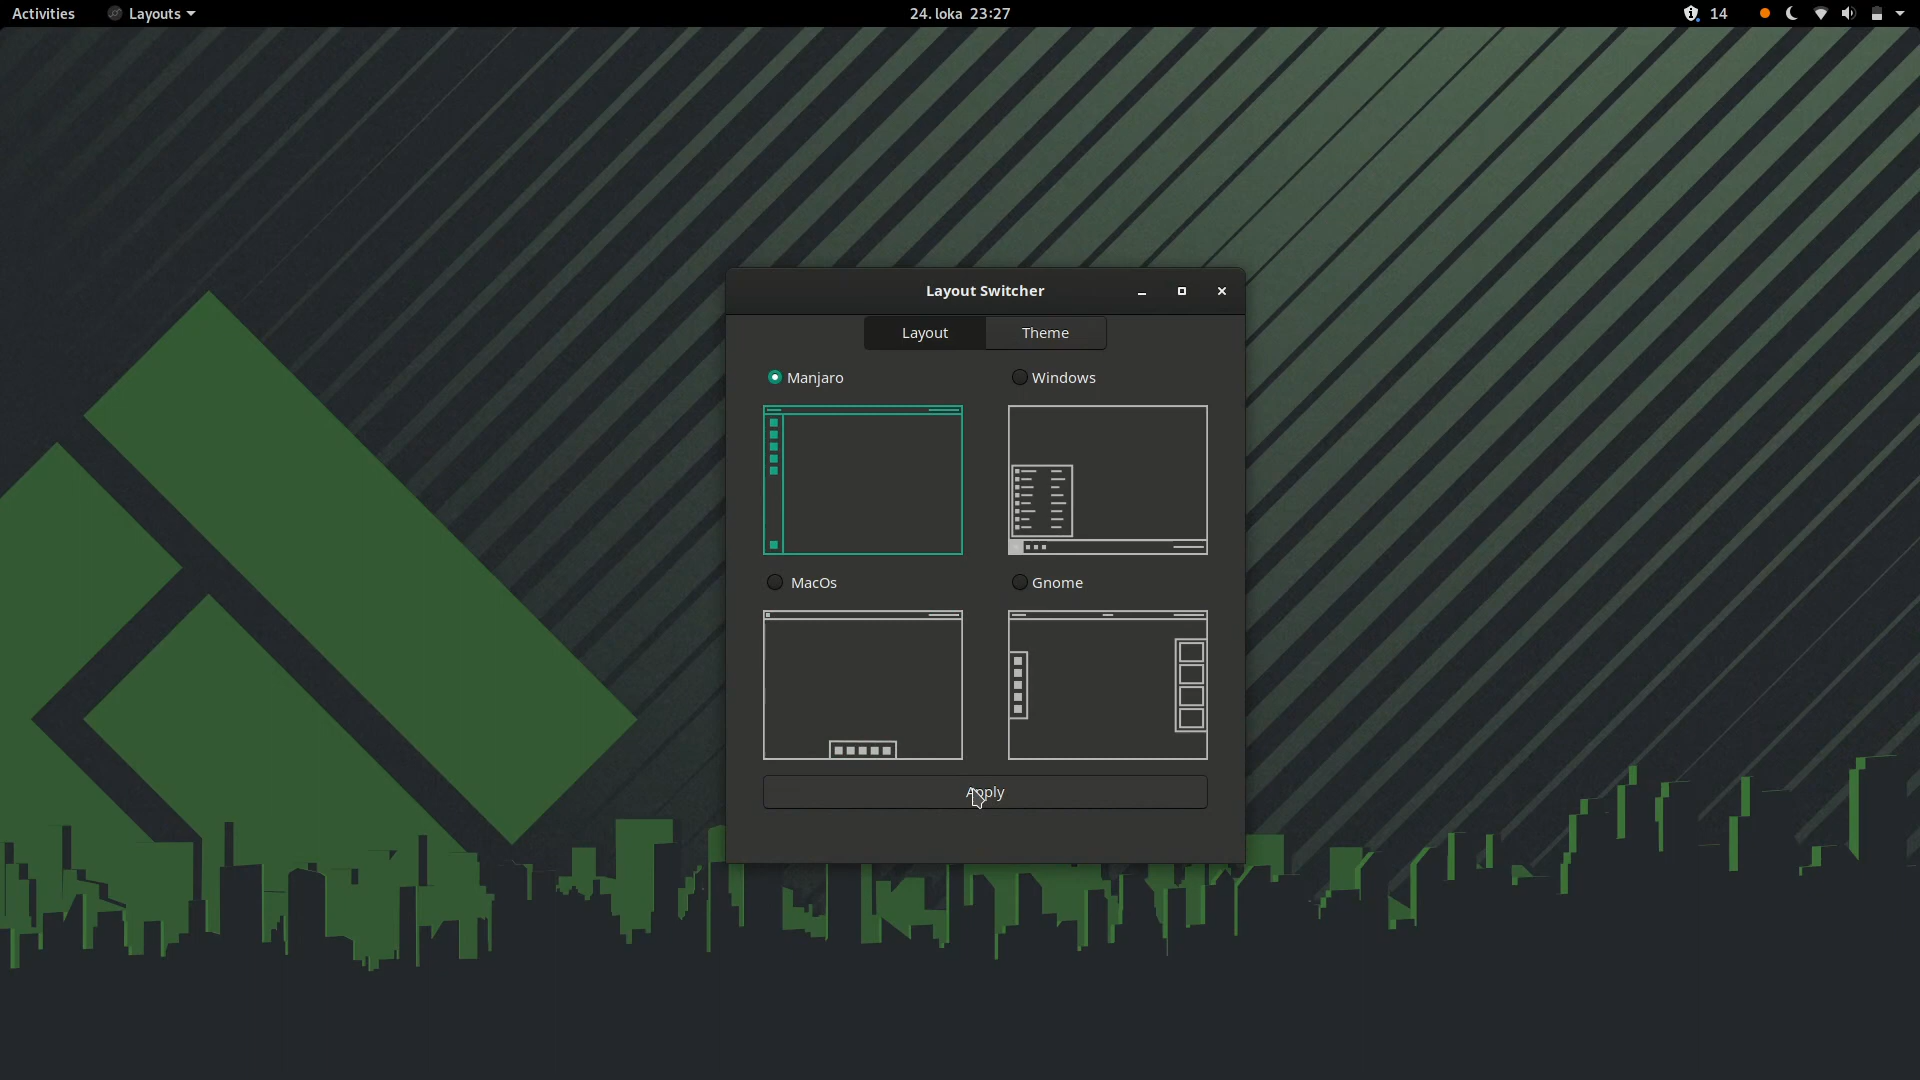 Activities Layouts 24. loka 23:27 14
Layout Switcher
Layout Theme
Manjaro Windows
MacOs Gnome
Apply